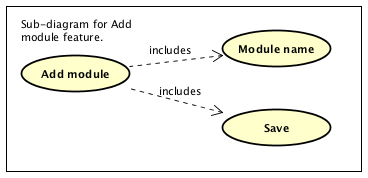 Sub-diagram for Add
module feature.
includes
Module name
Add module
includes
Save